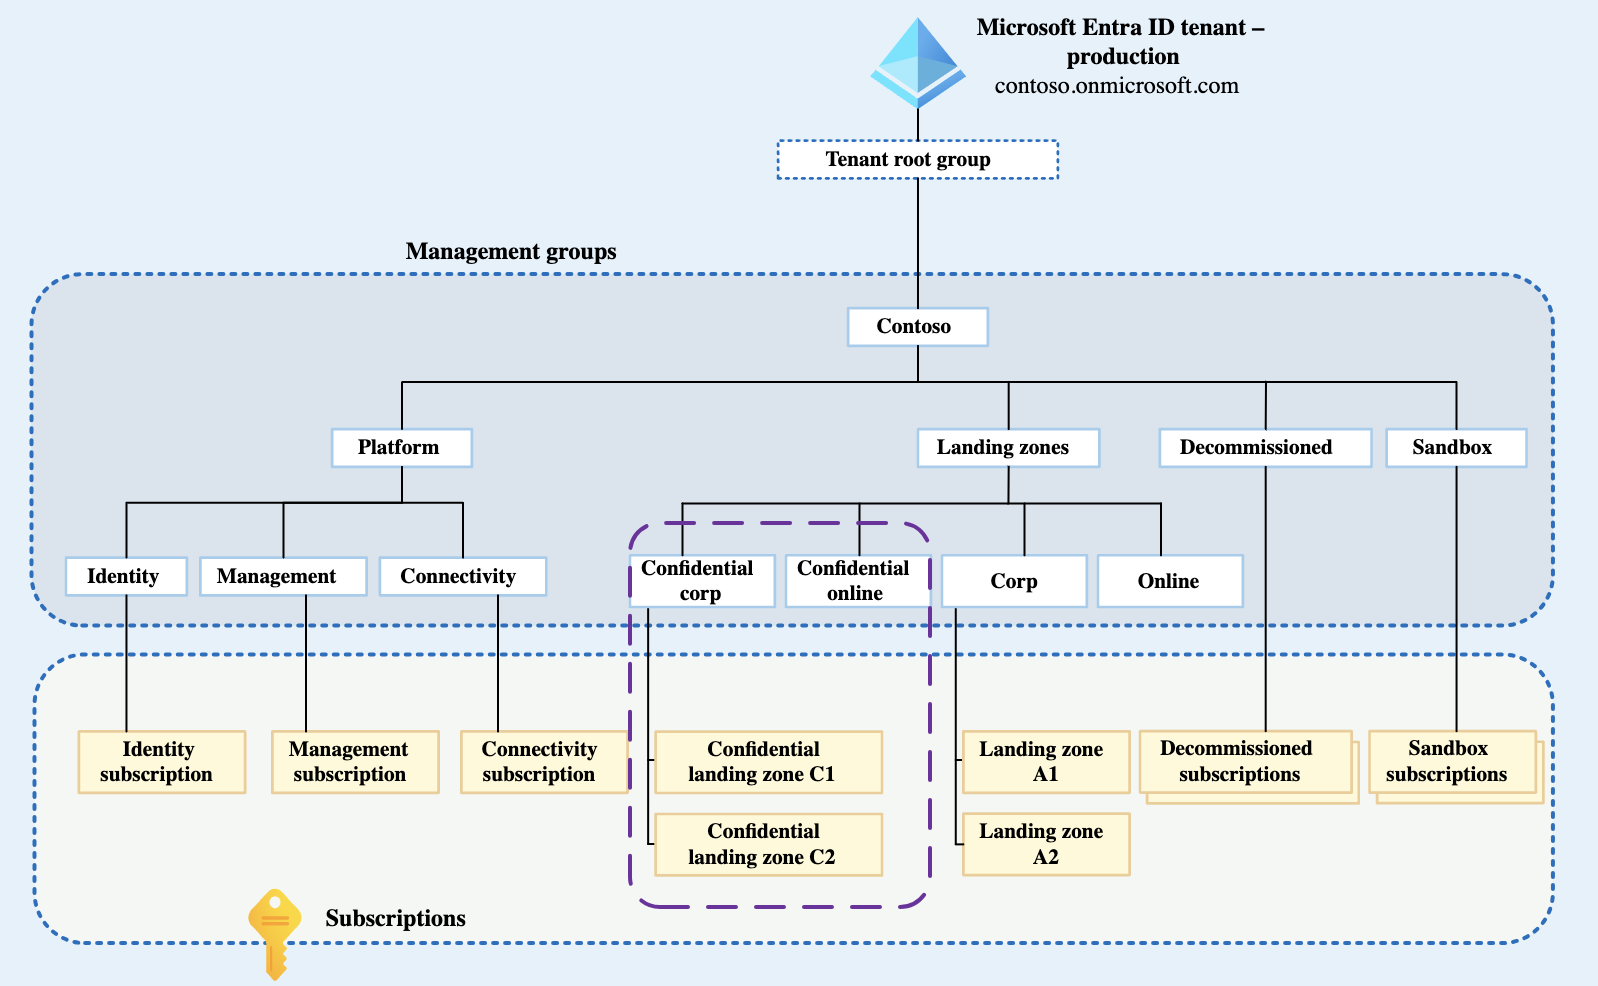 Microsoft Entra ID tenant –
production
contoso.onmicrosoft.com
Tenant root group
Management groups
Contoso
Platform
Landing zones
Decommissioned
Sandbox
Identity
Management
Connectivity
Confidential
corp
Confidential
online
Corp
Online
Identity
subscription
Management
subscription
Connectivity
subscription
Confidential
landing zone C1
Landing zone
A1
Decommissioned
subscriptions
Sandbox
subscriptions
Confidential
landing zone C2
Landing zone
A2
Subscriptions